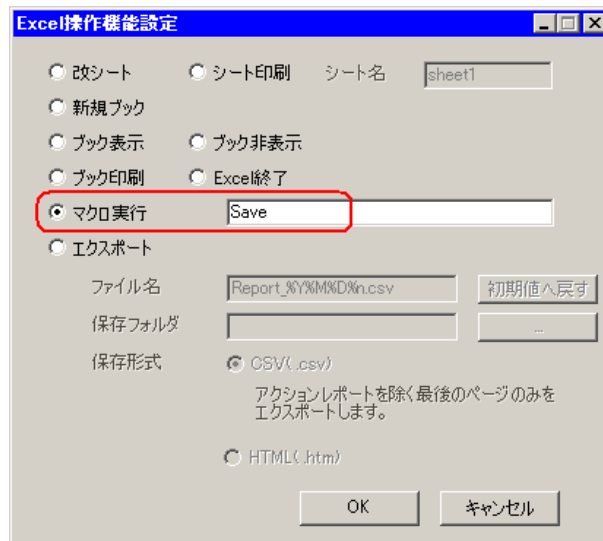 Excel操作機能設定
改シート シート印刷 シート名 sheet1
新規ブック
ブック表示 ブック非表示
ブック印刷 Excel終了
マクロ実行 Save
エクスポート
ファイル名 Report_%Y%M%D%n.csv 初期値へ戻す
保存フォルダ ...
保存形式 CSV(.csv)
アクションレポートを除く最後のページのみを
エクスポートします。
HTML(.htm)
OK キャンセル